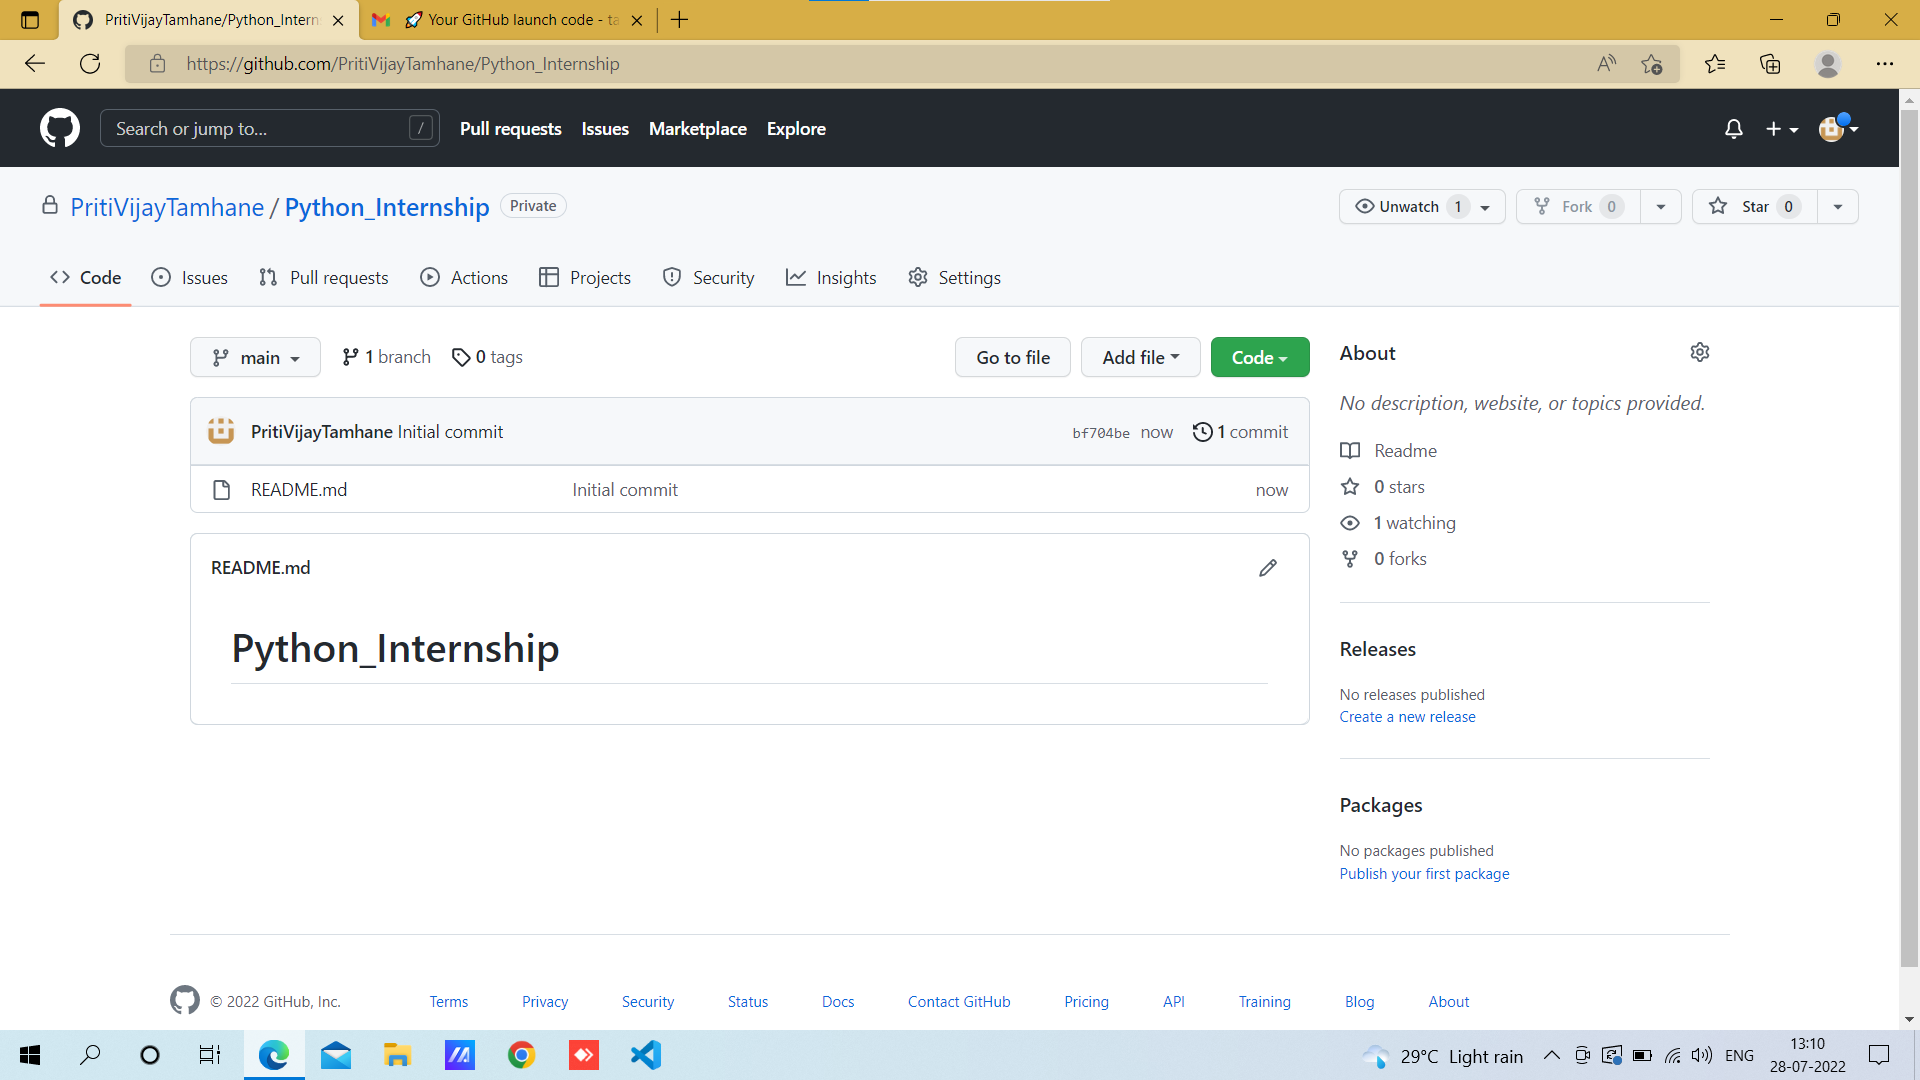 PritiVijayTamhane/Python_Intern
Your GitHub launch code - ta
https://github.com/PritiVijayTamhane/Python_Internship
Search or jump to... /
Pull requests Issues Marketplace Explore
PritiVijayTamhane / Python_Internship Private
Unwatch 1 Fork 0 Star 0
Code Issues Pull requests Actions Projects Security Insights Settings
main 1 branch 0 tags Go to file Add file Code
PritiVijayTamhane Initial commit bf704be now 1 commit
README.md Initial commit now
README.md
Python_Internship
About
No description, website, or topics provided.
Readme
0 stars
1 watching
0 forks
Releases
No releases published
Create a new release
Packages
No packages published
Publish your first package
© 2022 GitHub, Inc. Terms Privacy Security Status Docs Contact GitHub Pricing API Training Blog About
29°C Light rain ENG
13:10
28-07-2022